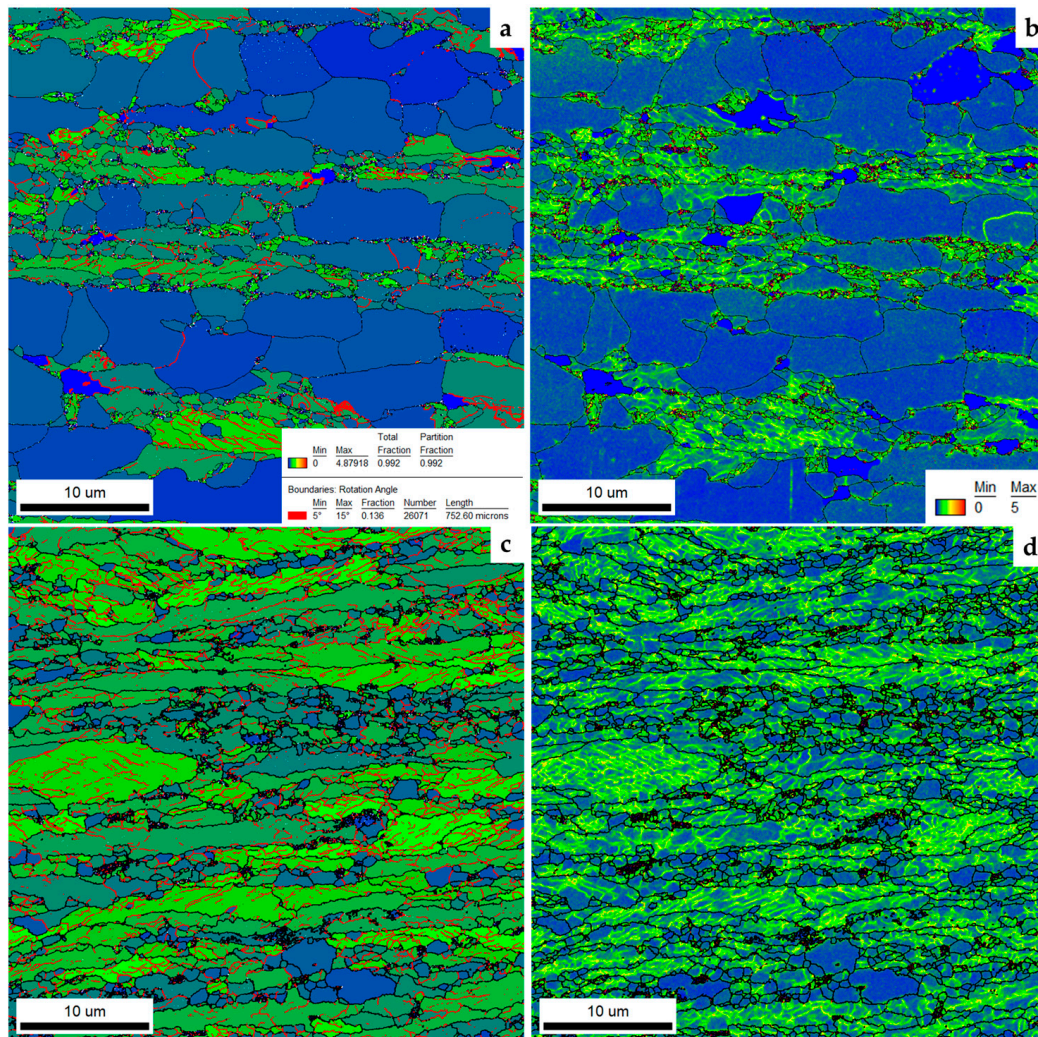 a
b
Total Partition
Min Max Fraction Fraction
0 4.87918 0.992 0.992
Boundaries: Rotation Angle
Min Max Fraction Number Length
5° 15° 0.136 26071 752.60 microns
10 um
10 um
Min Max
0 5
c
d
10 um
10 um